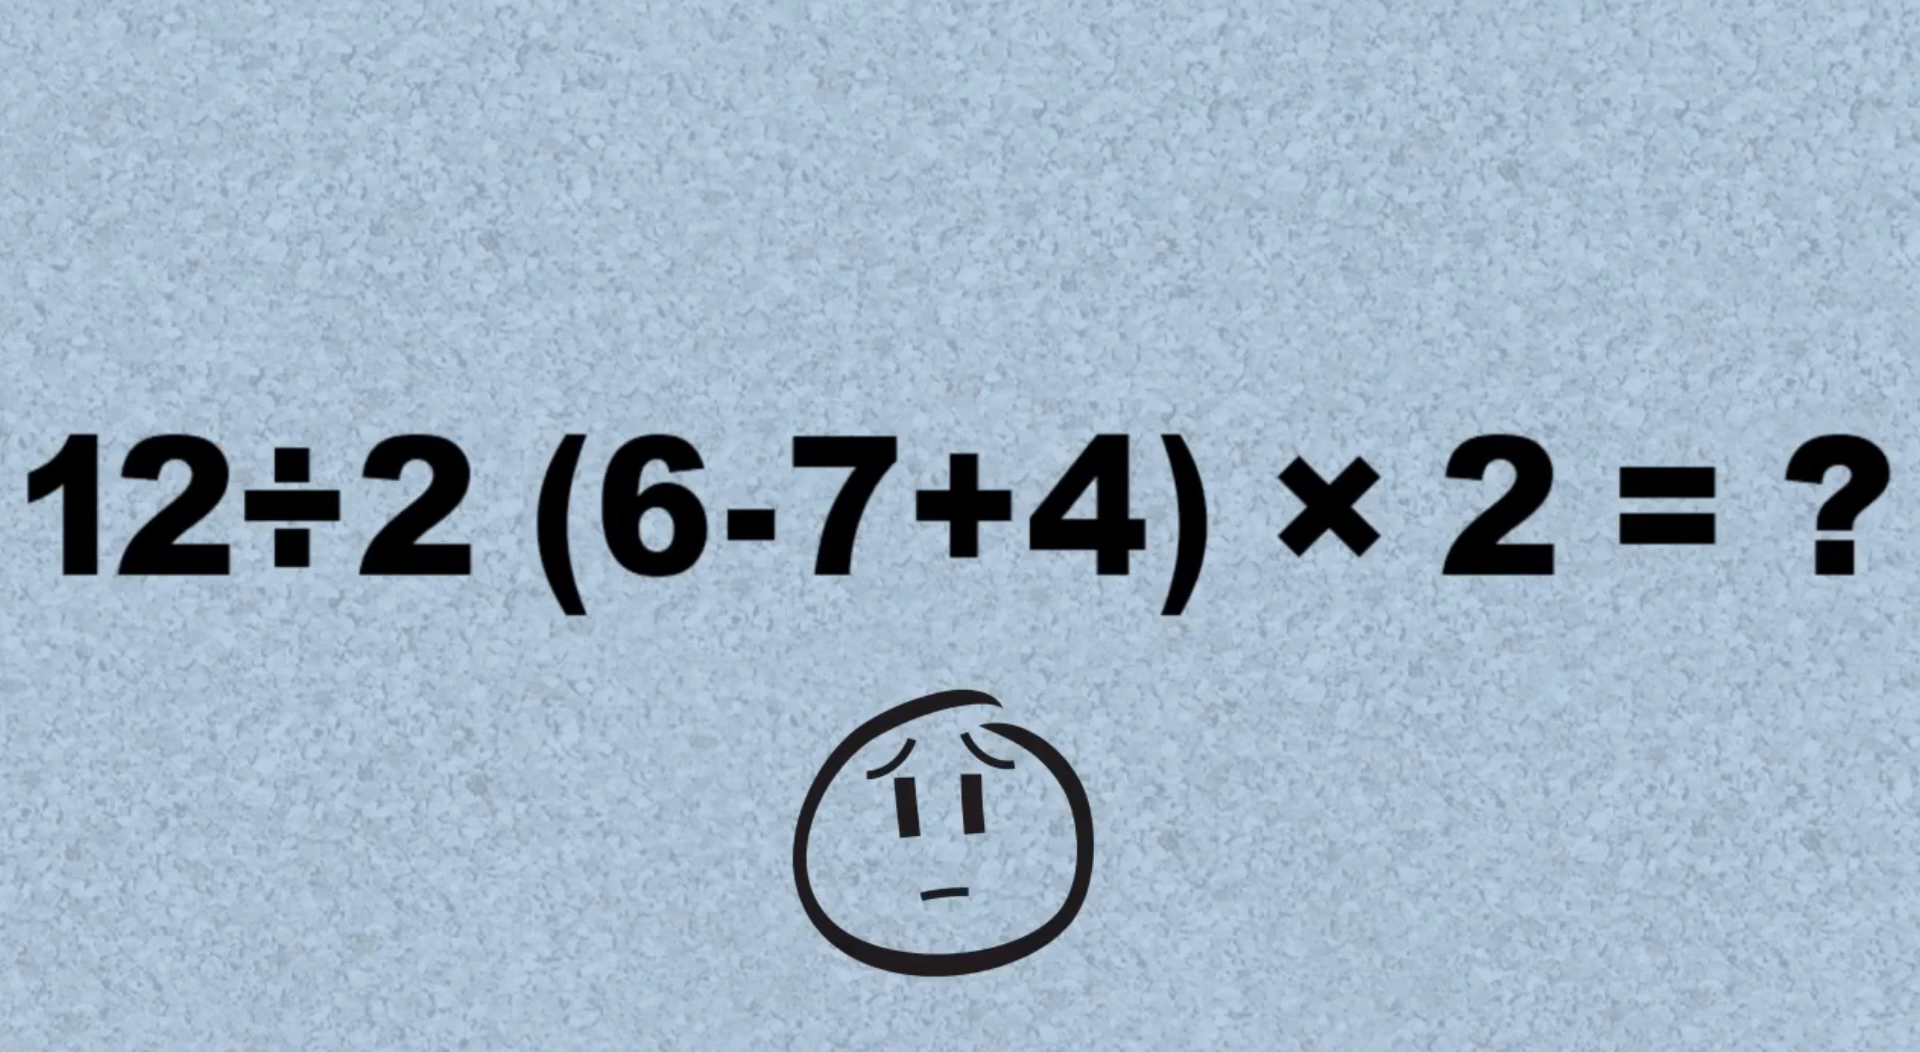 12÷2 (6-7+4) × 2 = ?